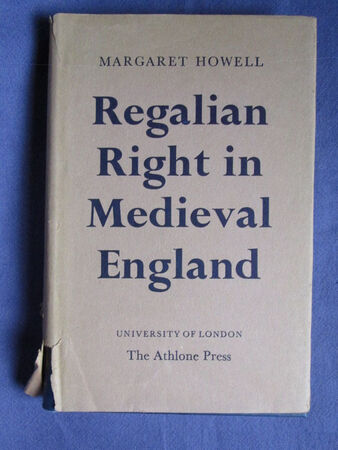 MARGARET HOWELL
Regalian
Right in
Medieval
England
UNIVERSITY OF LONDON
The Athlone Press